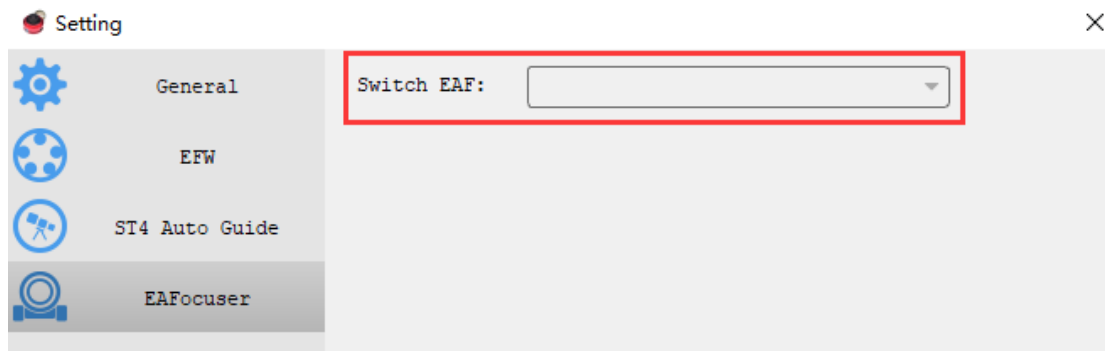 Setting
General
Switch EAF:
EFW
ST4 Auto Guide
EAFocuser